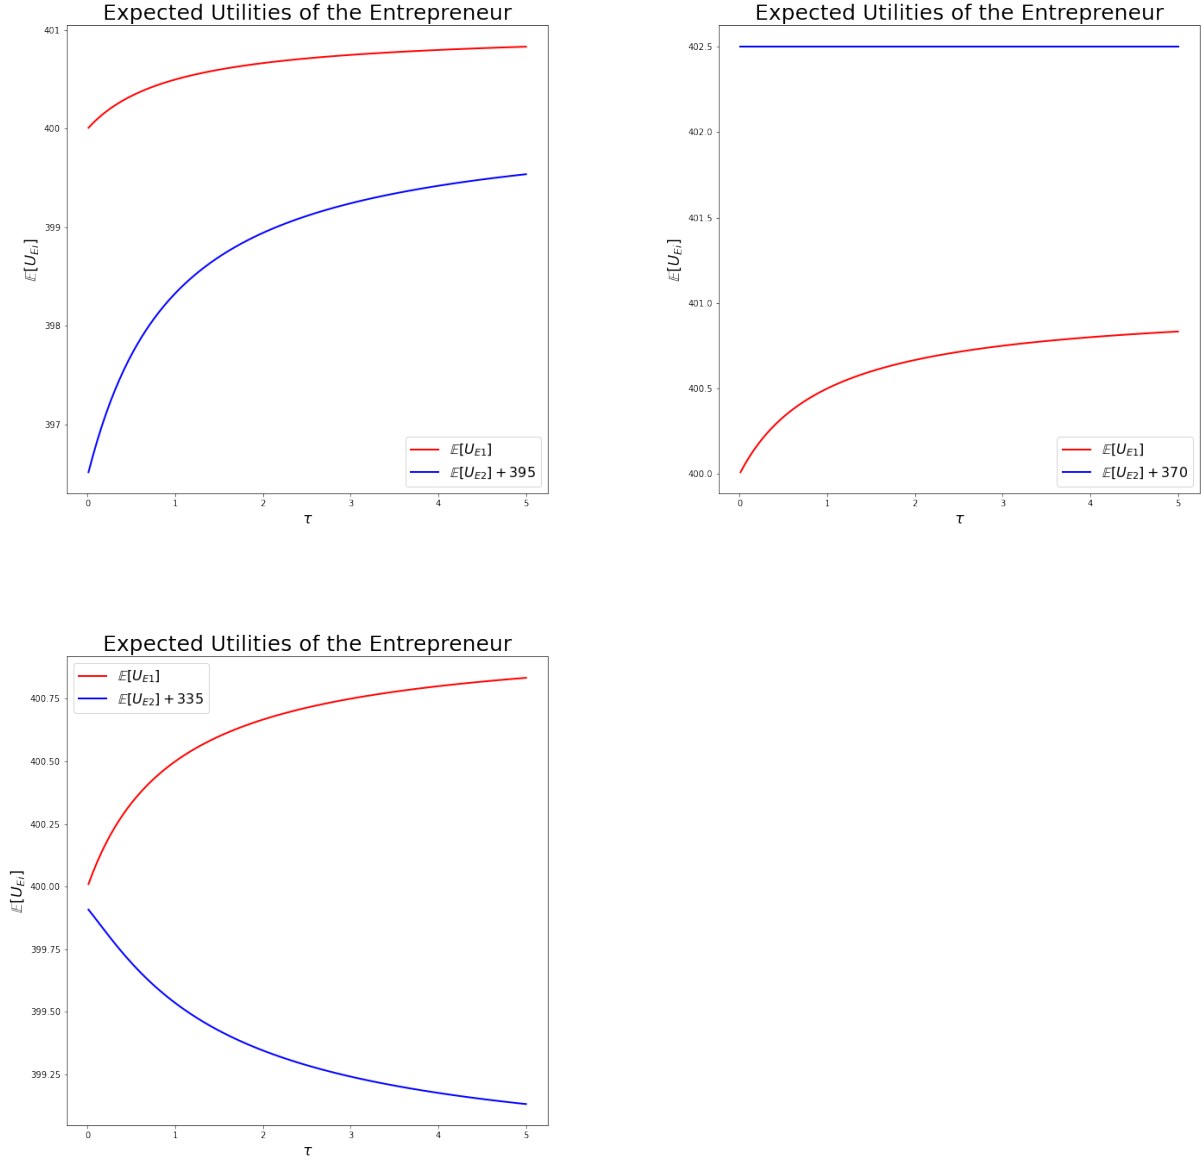 Expected Utilities of the Entrepreneur
401
400
399
398
397
𝔼[U_{Ei}]
0 1 2 3 4 5
τ
𝔼[U_{E1}]
𝔼[U_{E2}] + 395
Expected Utilities of the Entrepreneur
402.5
402.0
401.5
401.0
400.5
400.0
𝔼[U_{Ei}]
0 1 2 3 4 5
τ
𝔼[U_{E1}]
𝔼[U_{E2}] + 370
Expected Utilities of the Entrepreneur
𝔼[U_{E1}]
𝔼[U_{E2}] + 335
400.75
400.50
400.25
400.00
399.75
399.50
399.25
𝔼[U_{Ei}]
0 1 2 3 4 5
τ